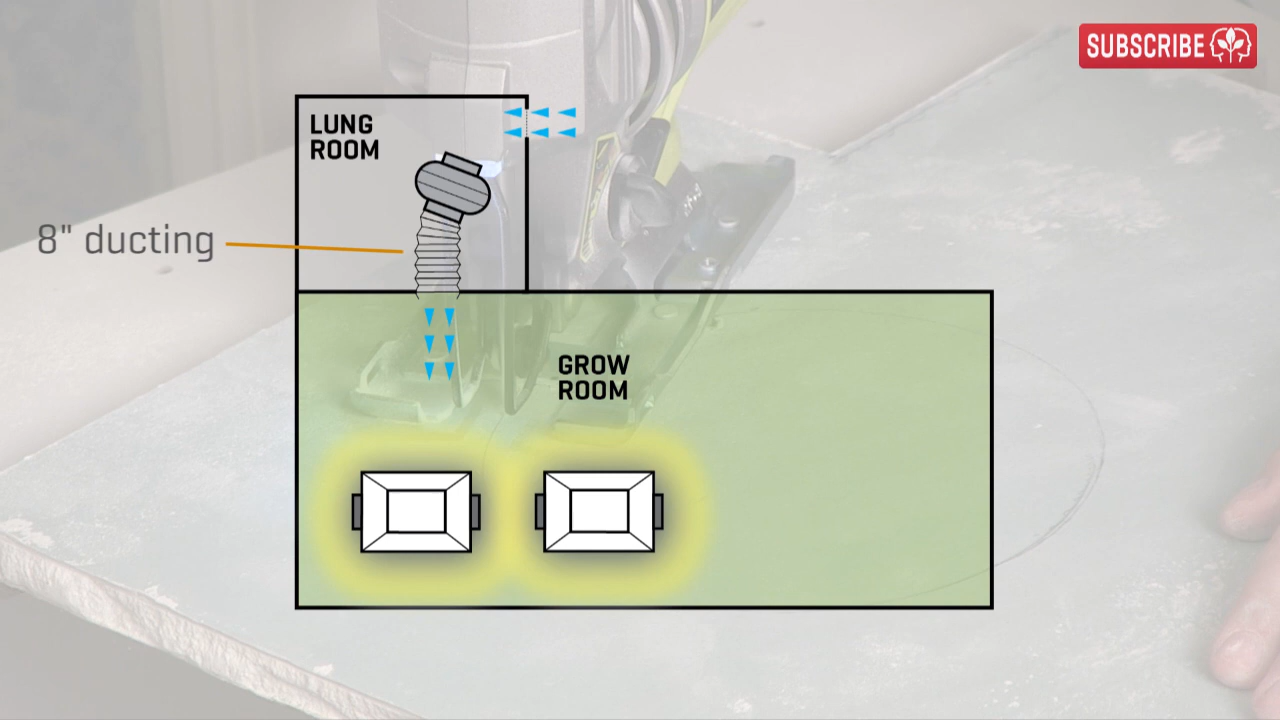 SUBSCRIBE
LUNG
ROOM
8" ducting
GROW
ROOM